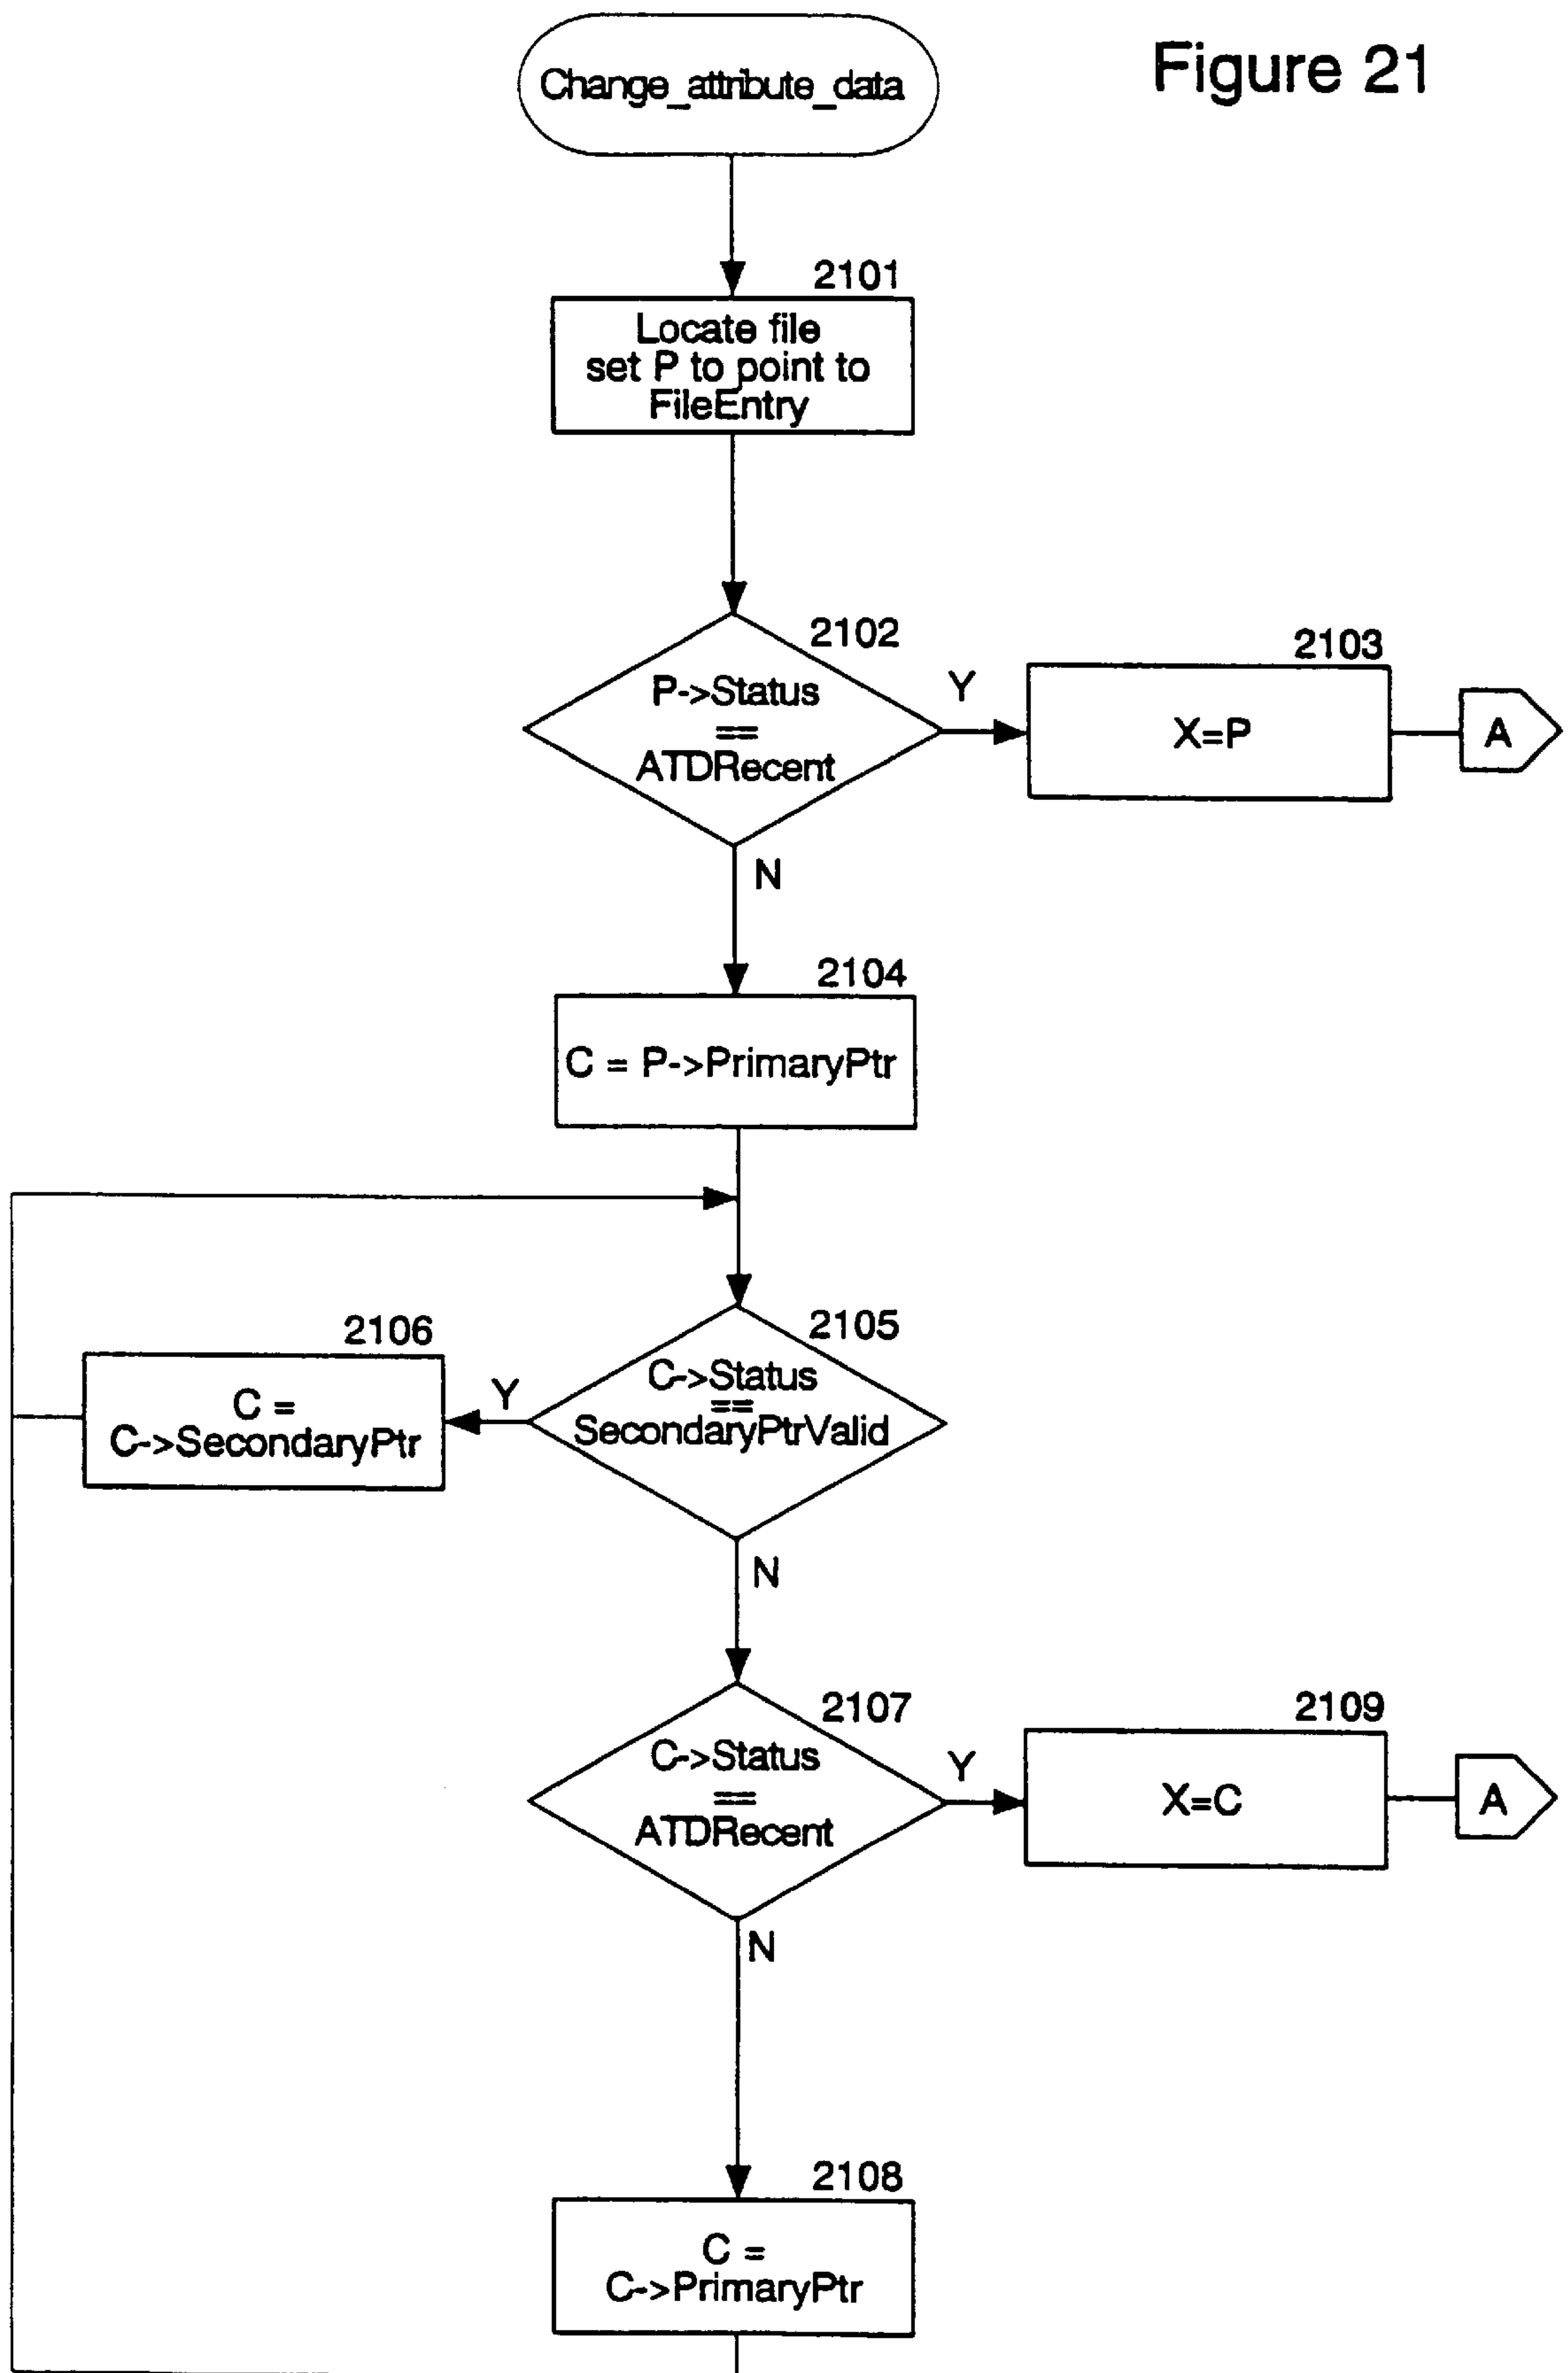 Figure 21
Change_attribute_data
2101
Locate file
set P to point to
FileEntry
2102
P->Status
==
ATDRecent
Y
2103
X=P
A
N
2104
C = P->PrimaryPtr
2105
C->Status
==
SecondaryPtrValid
Y
2106
C =
C->SecondaryPtr
N
2107
C->Status
==
ATDRecent
Y
2109
X=C
A
N
2108
C =
C->PrimaryPtr